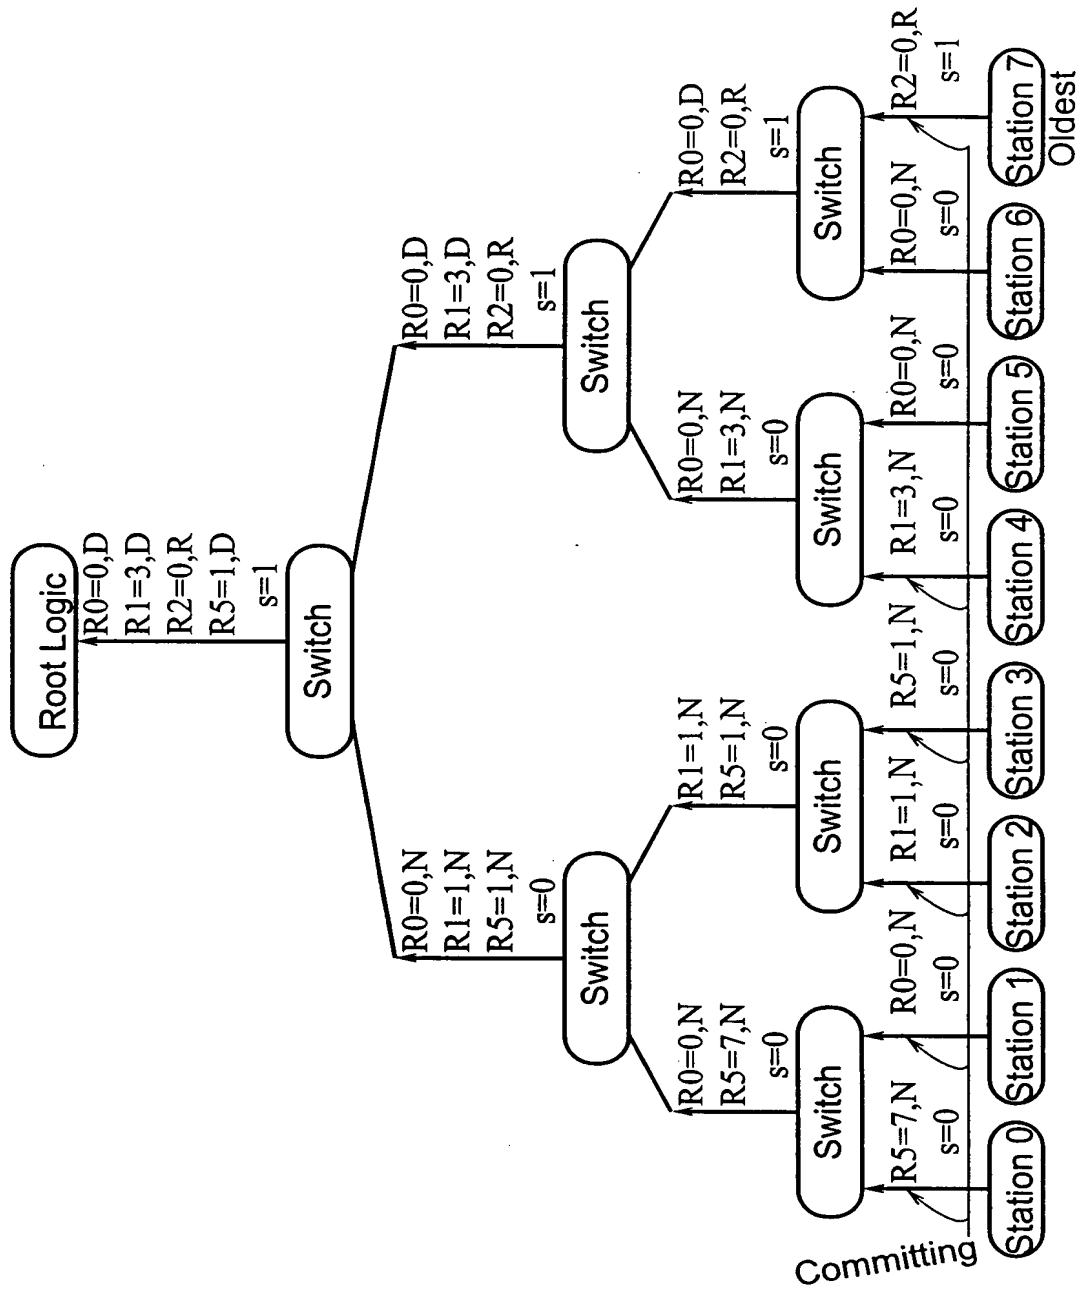 Root Logic
R0=0,D
R1=3,D
R2=0,R
R5=1,D
s=1
Switch
R0=0,N
R1=1,N
R5=1,N
s=0
R0=0,D
R1=3,D
R2=0,R
s=1
Switch
Switch
R0=0,N
R5=7,N
s=0
R1=1,N
R5=1,N
s=0
R0=0,N
R1=3,N
s=0
R0=0,D
R2=0,R
s=1
Switch
Switch
Switch
Switch
R5=7,N
s=0
R0=0,N
s=0
R1=1,N
s=0
R5=1,N
s=0
R1=3,N
s=0
R0=0,N
s=0
R0=0,N
s=0
R2=0,R
s=1
Committing
Station 0
Station 1
Station 2
Station 3
Station 4
Station 5
Station 6
Station 7
Oldest